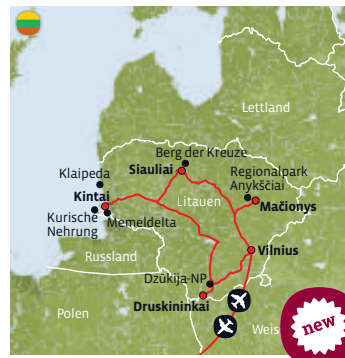 Lettland
Berg der Kreuze
Siauliai
Klaipeda
Regionalpark
Anykščiai
Kintai
Litauen
Mačionys
Kurische
Nehrung
Memeldelta
Vilnius
Russland
Dzūkija-NP
Druskininkai
Polen
Weis
new